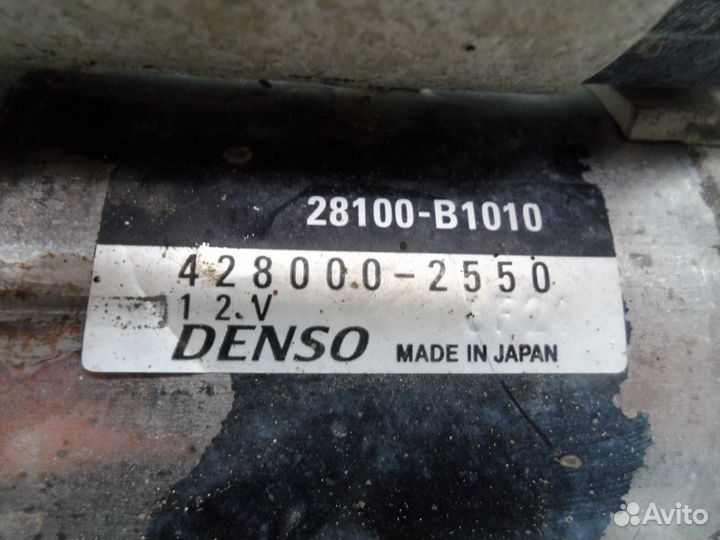 28100-B1010
428000-2550
12V
DENSO MADE IN JAPAN
Avito